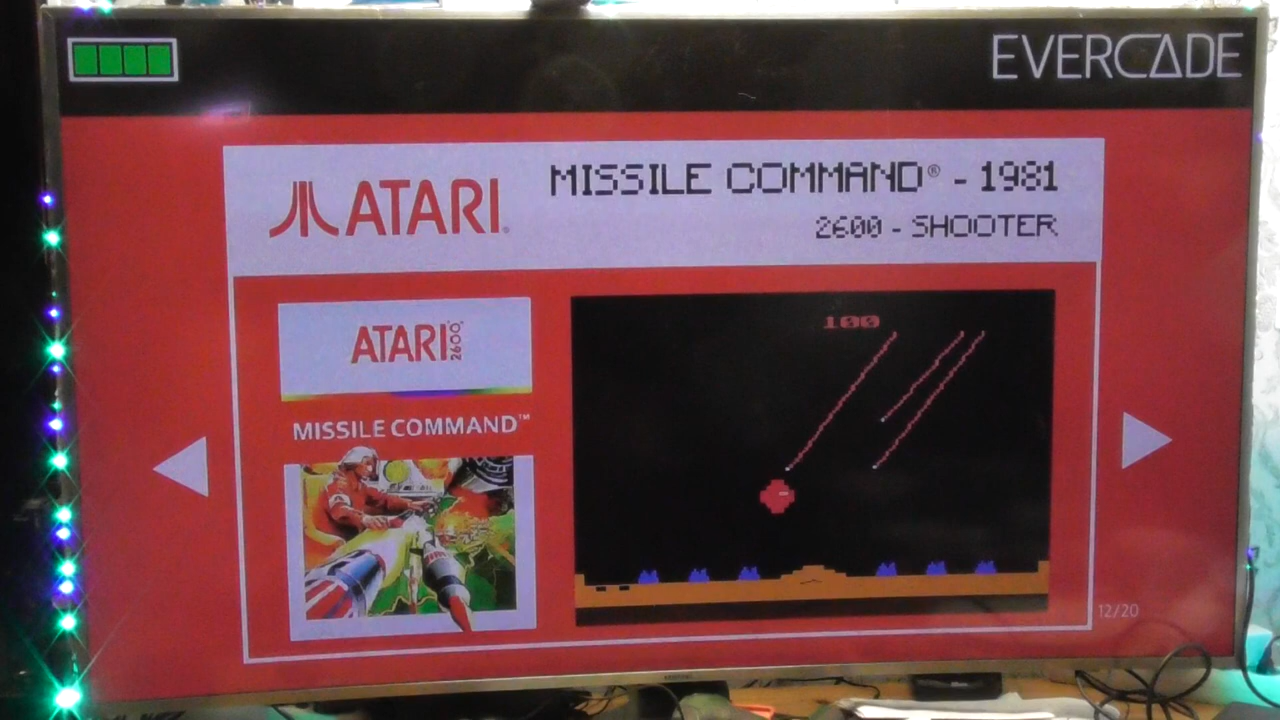 EVERCADE
ATARI®
MISSILE COMMAND® - 1981
2600 - SHOOTER
ATARI 2600
MISSILE COMMAND™
100
12/20